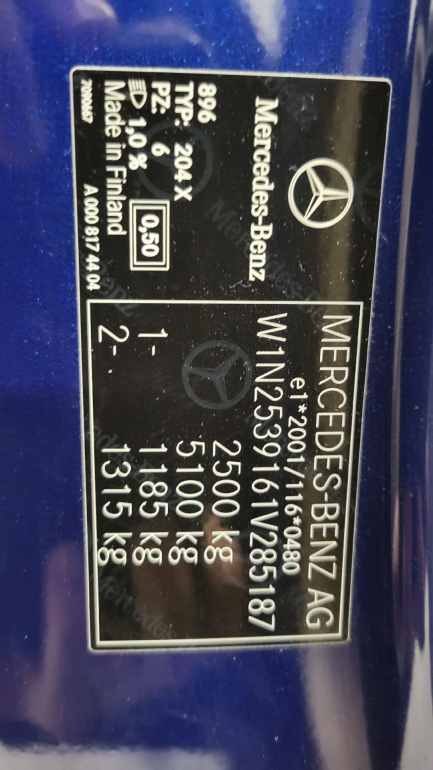 Mercedes-Benz
896
TYP: 204 X
PZ: 6
1,0 %
0,50
Made in Finland
7090667
A 000 817 44 04
MERCEDES-BENZ AG
e1*2001/116*0480
W1N2539161V285187
2500 kg
5100 kg
1- 1185 kg
2- 1315 kg